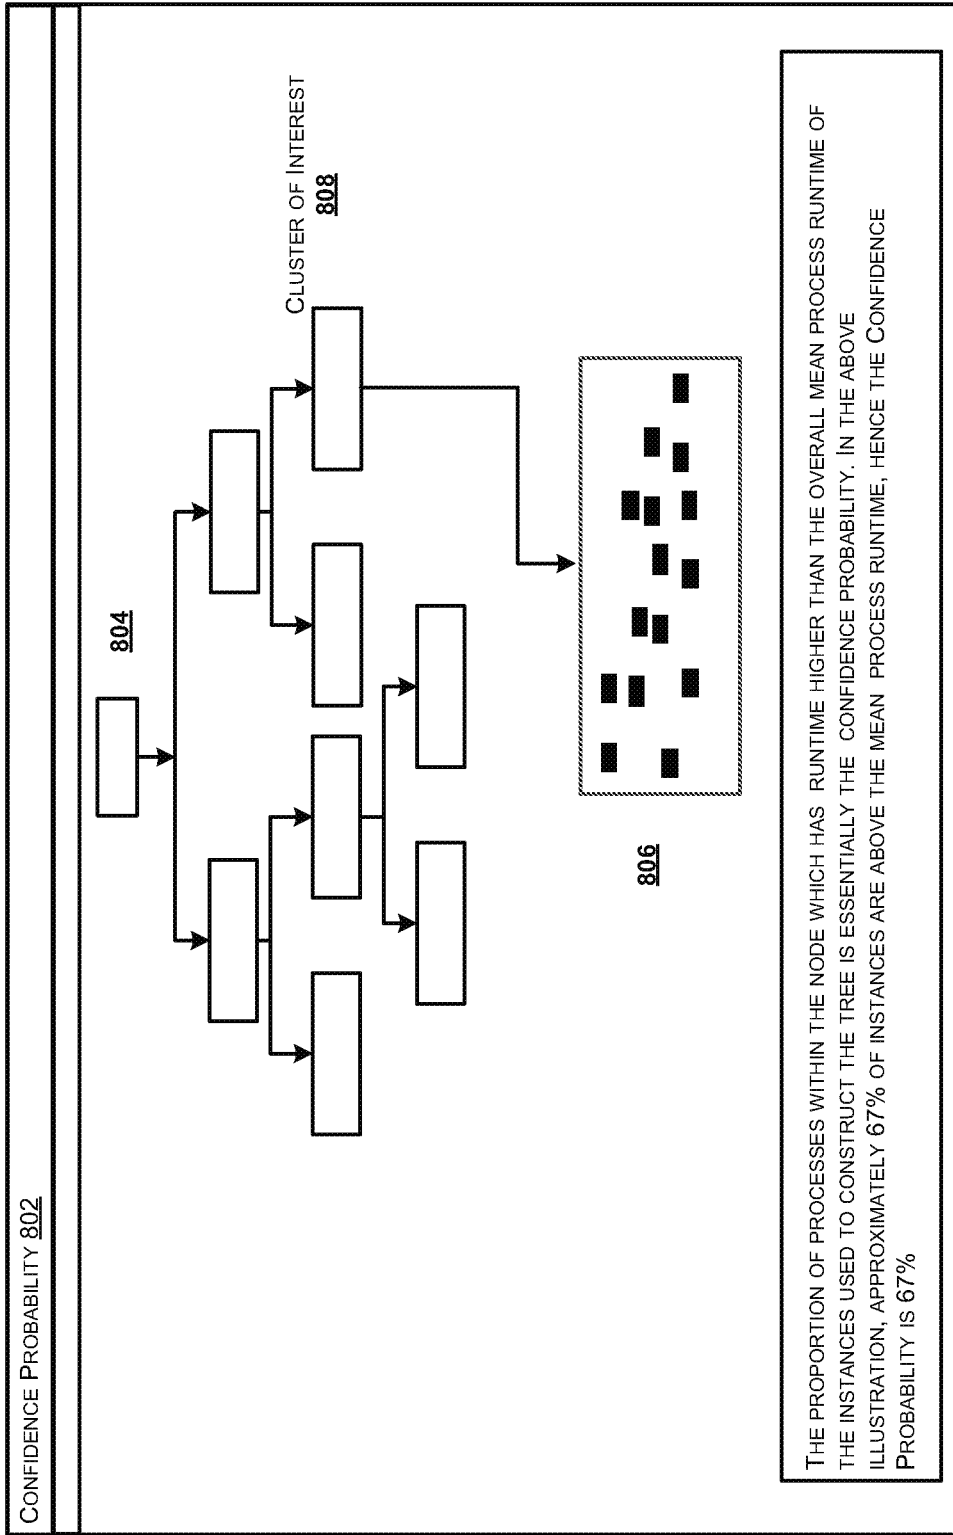 CONFIDENCE PROBABILITY 802
804
CLUSTER OF INTEREST
808
806
THE PROPORTION OF PROCESSES WITHIN THE NODE WHICH HAS RUNTIME HIGHER THAN THE OVERALL MEAN PROCESS RUNTIME OF
THE INSTANCES USED TO CONSTRUCT THE TREE IS ESSENTIALLY THE CONFIDENCE PROBABILITY. IN THE ABOVE
ILLUSTRATION, APPROXIMATELY 67% OF INSTANCES ARE ABOVE THE MEAN PROCESS RUNTIME, HENCE THE CONFIDENCE
PROBABILITY IS 67%